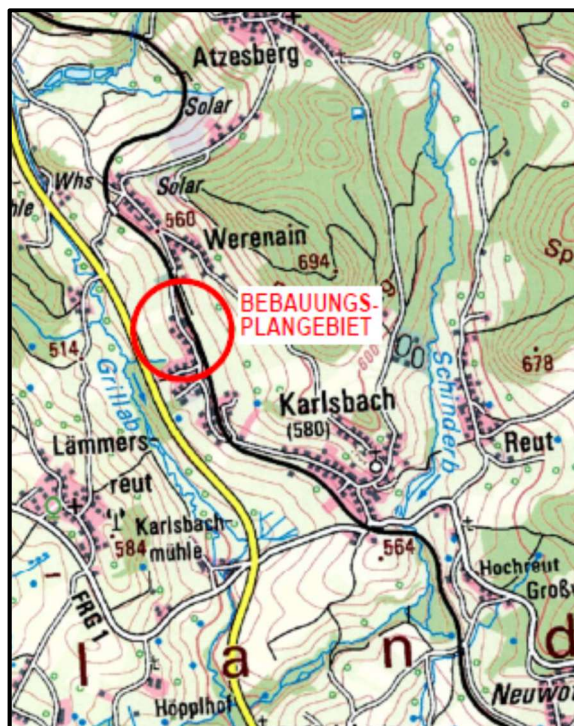 Atzesberg
Solar
Whs
Solar
560
Werenain
694
BEBAUUNGS-
PLANGEBIET
514
Grillab
600
678
Schinderb
Karlsbach
(580)
Reut
Lämmers-
reut
Karlsbach-
mühle
584
564
Hochreut
FRG 1
l a n d
Höpplhof